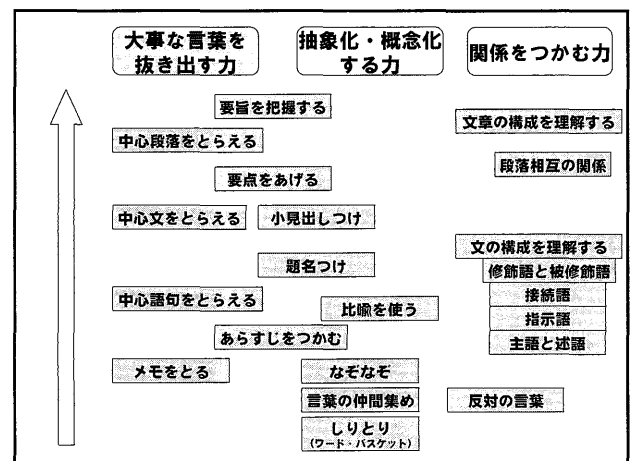 大事な言葉を
抜き出す力
抽象化・概念化
する力
関係をつかむ力
要旨を把握する
文章の構成を理解する
中心段落をとらえる
段落相互の関係
要点をあげる
中心文をとらえる
小見出しつけ
文の構成を理解する
題名つけ
修飾語と被修飾語
中心語句をとらえる
接続語
比喩を使う
指示語
あらすじをつかむ
主語と述語
メモをとる
なぞなぞ
言葉の仲間集め
反対の言葉
しりとり
(ワード・バスケット)